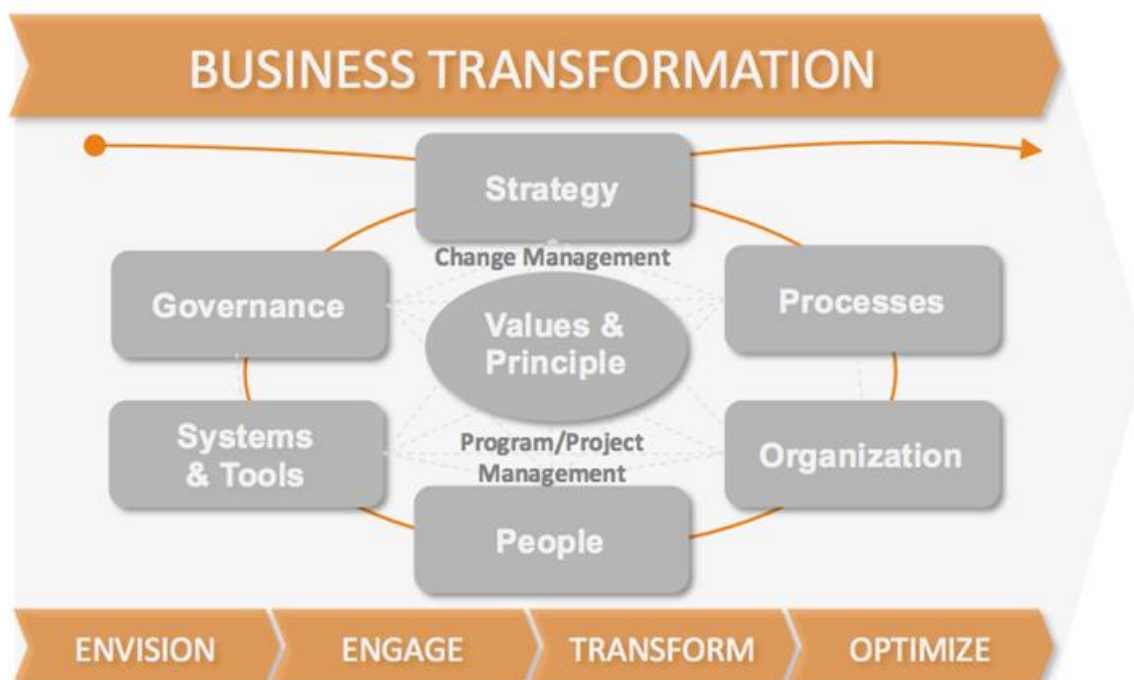 BUSINESS TRANSFORMATION
Strategy
Change Management
Governance
Values &
Principle
Processes
Systems
& Tools
Program/Project
Management
Organization
People
ENVISION
ENGAGE
TRANSFORM
OPTIMIZE